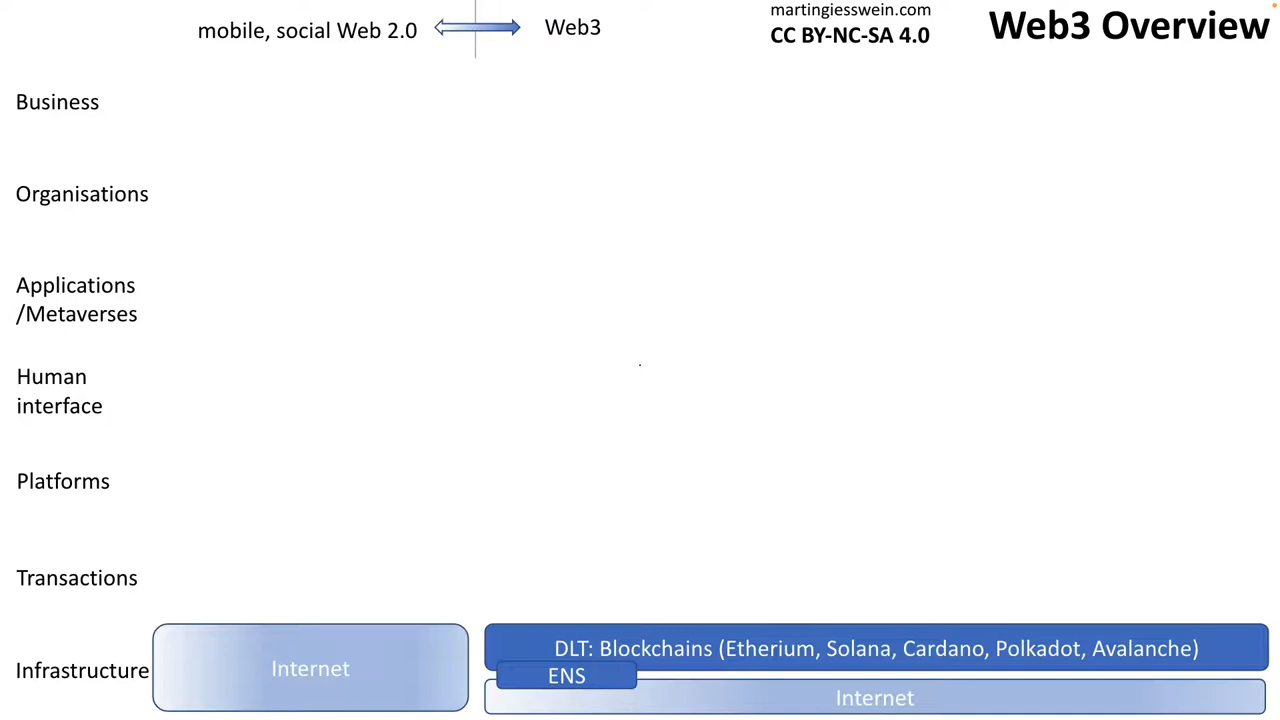 mobile, social Web 2.0
Web3
martingiesswein.com
CC BY-NC-SA 4.0
Web3 Overview
Business
Organisations
Applications
/Metaverses
Human
interface
Platforms
Transactions
Infrastructure
Internet
DLT: Blockchains (Etherium, Solana, Cardano, Polkadot, Avalanche)
ENS
Internet